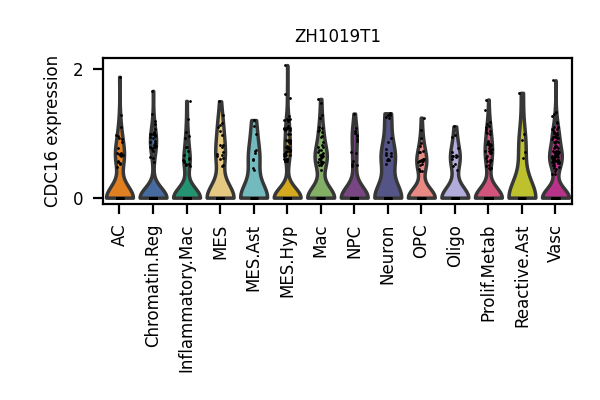 ZH1019T1
CDC16 expression
2
0
AC
Chromatin.Reg
Inflammatory.Mac
MES
MES.Ast
MES.Hyp
Mac
NPC
Neuron
OPC
Oligo
Prolif.Metab
Reactive.Ast
Vasc